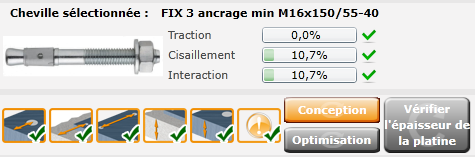 Cheville sélectionnée : FIX 3 ancrage min M16x150/55-40
Traction 0,0%
Cisaillement 10,7%
Interaction 10,7%
Conception
Optimisation
Vérifier
l'épaisseur de
la platine